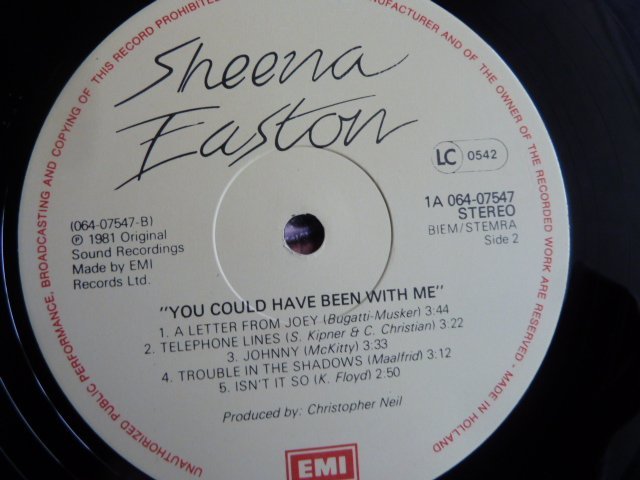 UNAUTHORIZED PUBLIC PERFORMANCE, BROADCASTING AND COPYING OF THIS RECORD PROHIBITED
MANUFACTURER AND OF THE OWNER OF THE RECORDED WORK ARE RESERVED - MADE IN HOLLAND
Sheena
Easton
LC 0542
(064-07547-B)
℗ 1981 Original
Sound Recordings
Made by EMI
Records Ltd.
1A 064-07547
STEREO
BIEM/STEMRA
Side 2
"YOU COULD HAVE BEEN WITH ME"
1. A LETTER FROM JOEY (Bugatti-Musker) 3:44
2. TELEPHONE LINES (S. Kipner & C. Christian) 3:22
3. JOHNNY (McKitty) 3:33
4. TROUBLE IN THE SHADOWS (Maalfrid) 3:12
5. ISN'T IT SO (K. Floyd) 2.50
Produced by: Christopher Neil
EMI